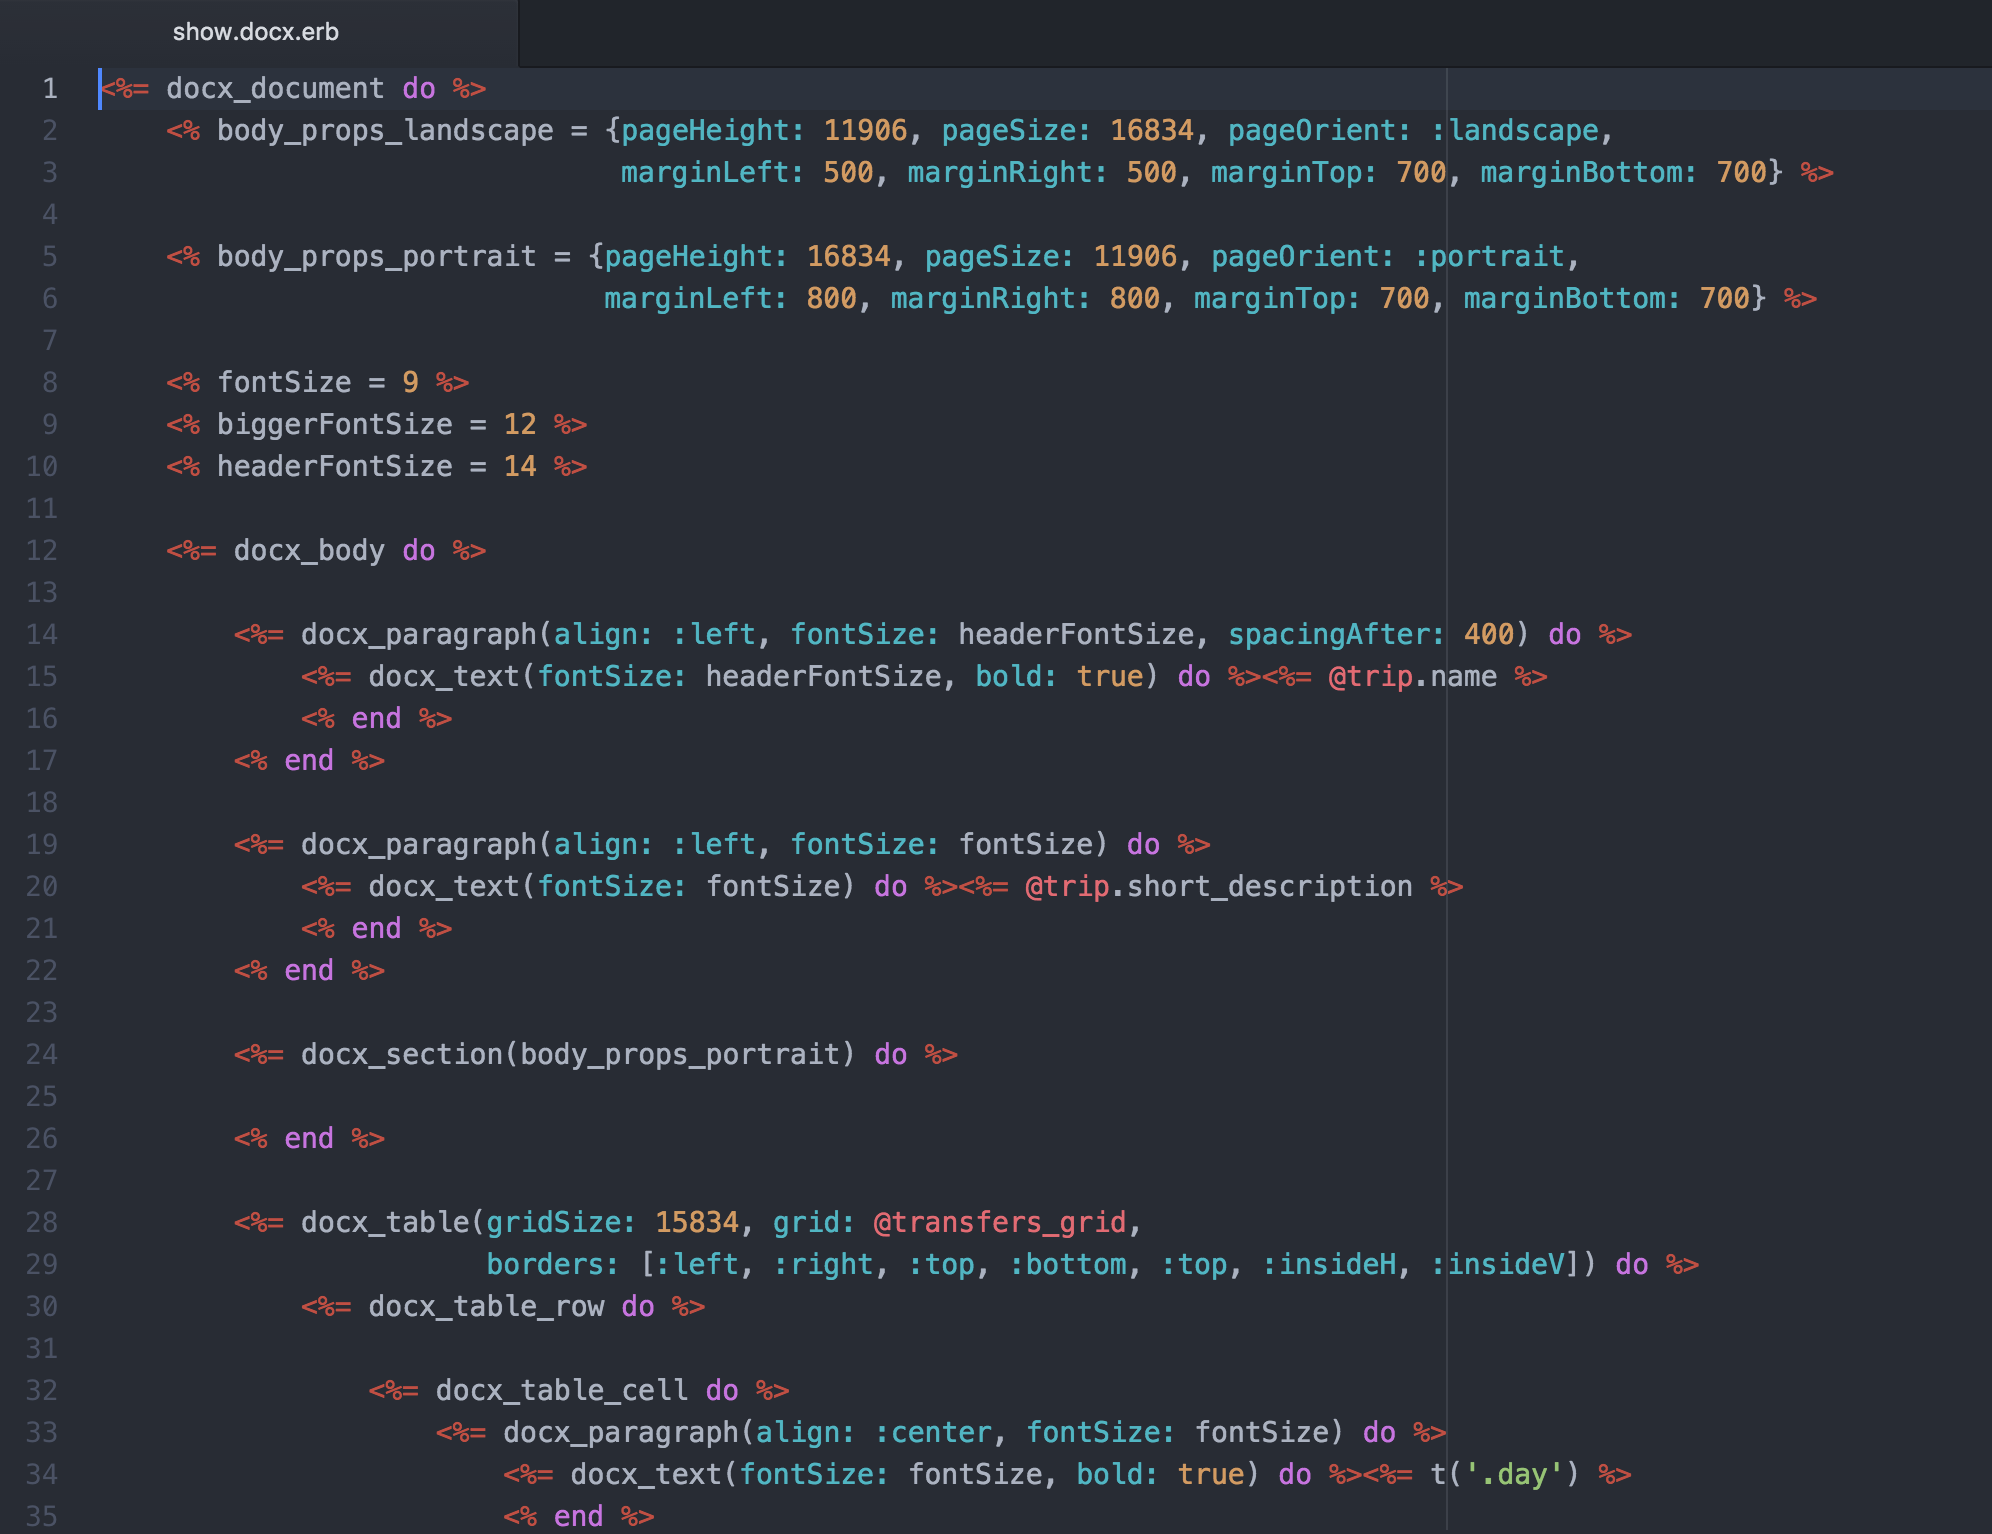 show.docx.erb
1 <%= docx_document do %>
2     <% body_props_landscape = {pageHeight: 11906, pageSize: 16834, pageOrient: :landscape,
3                                marginLeft: 500, marginRight: 500, marginTop: 700, marginBottom: 700} %>
4
5     <% body_props_portrait = {pageHeight: 16834, pageSize: 11906, pageOrient: :portrait,
6                               marginLeft: 800, marginRight: 800, marginTop: 700, marginBottom: 700} %>
7
8     <% fontSize = 9 %>
9     <% biggerFontSize = 12 %>
10     <% headerFontSize = 14 %>
11
12     <%= docx_body do %>
13
14         <%= docx_paragraph(align: :left, fontSize: headerFontSize, spacingAfter: 400) do %>
15             <%= docx_text(fontSize: headerFontSize, bold: true) do %><%= @trip.name %>
16             <% end %>
17         <% end %>
18
19         <%= docx_paragraph(align: :left, fontSize: fontSize) do %>
20             <%= docx_text(fontSize: fontSize) do %><%= @trip.short_description %>
21             <% end %>
22         <% end %>
23
24         <%= docx_section(body_props_portrait) do %>
25
26         <% end %>
27
28         <%= docx_table(gridSize: 15834, grid: @transfers_grid,
29                        borders: [:left, :right, :top, :bottom, :top, :insideH, :insideV]) do %>
30             <%= docx_table_row do %>
31
32                 <%= docx_table_cell do %>
33                     <%= docx_paragraph(align: :center, fontSize: fontSize) do %>
34                         <%= docx_text(fontSize: fontSize, bold: true) do %><%= t('.day') %>
35                         <% end %>